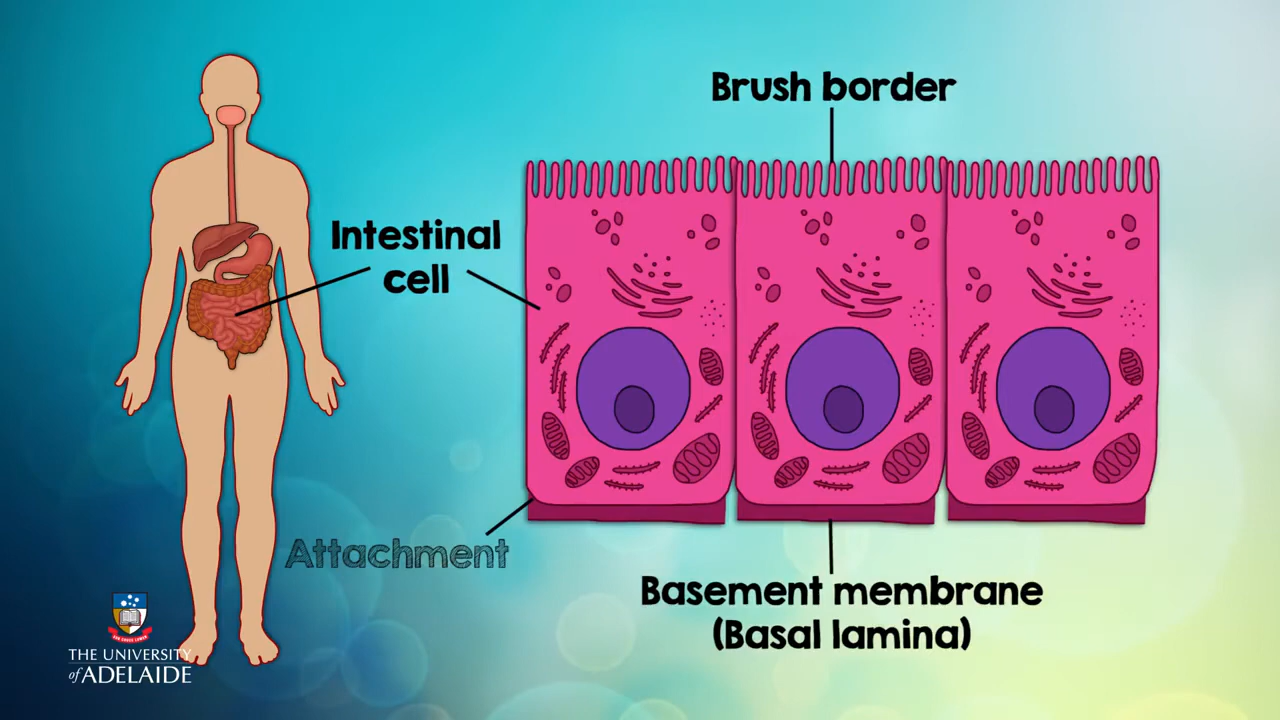 Brush border
Intestinal
cell
Attachment
Basement membrane
(Basal lamina)
THE UNIVERSITY
of ADELAIDE